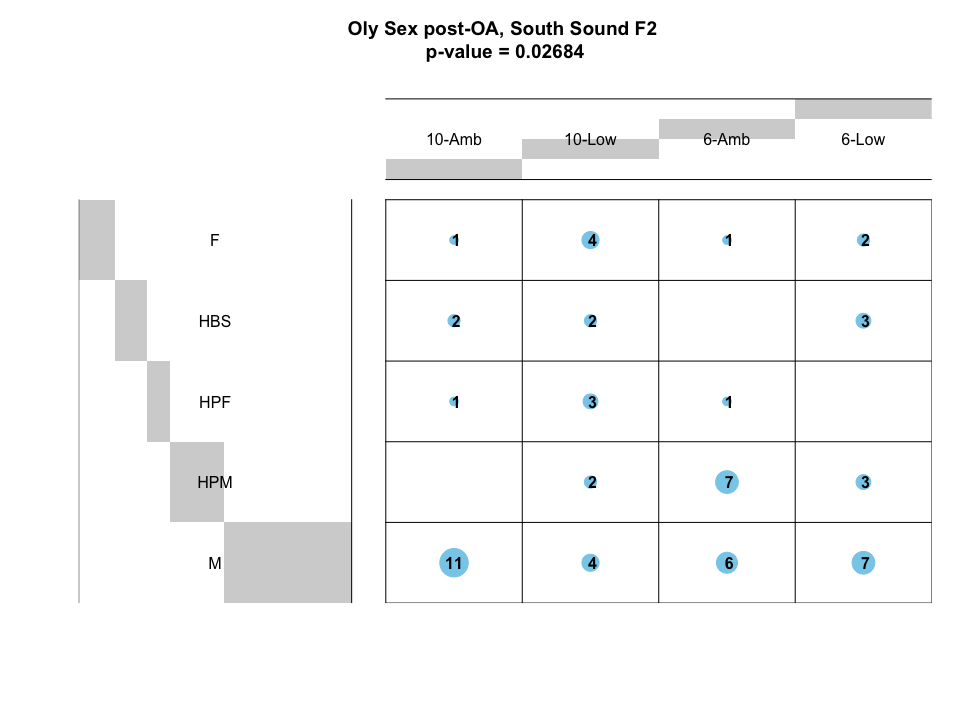 Oly Sex post-OA, South Sound F2
p-value = 0.02684
10-Amb 10-Low 6-Amb 6-Low
F 1 4 1 2
HBS 2 2 3
HPF 1 3 1
HPM 2 7 3
M 11 4 6 7